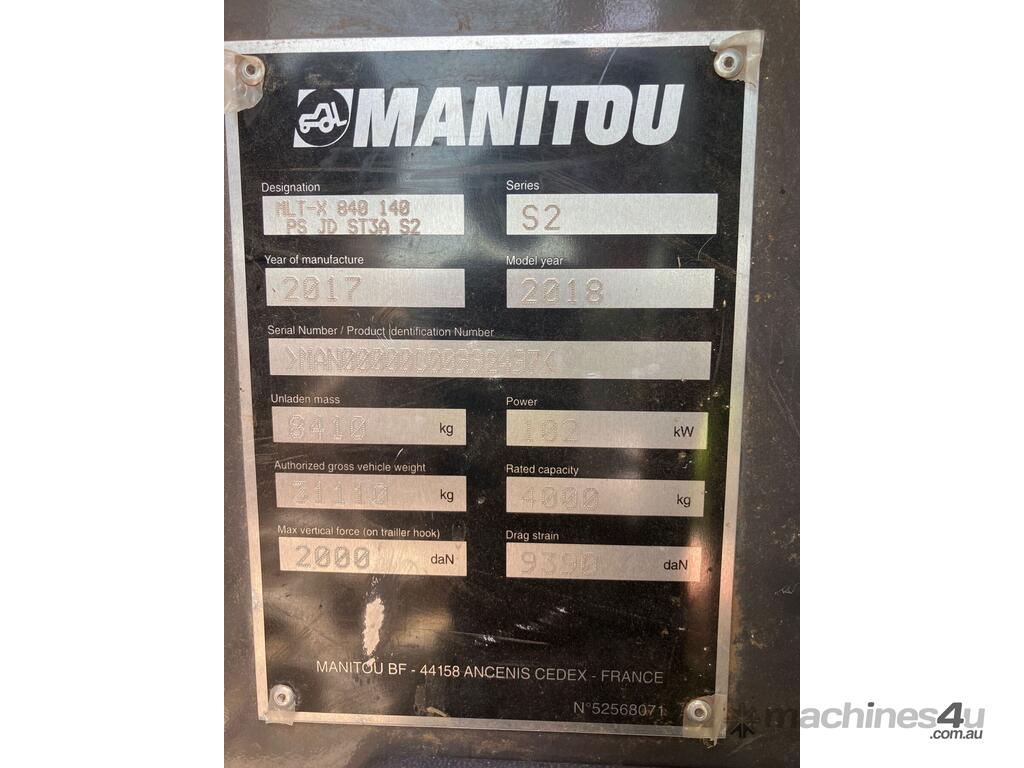 MANITOU
Designation
MLT-X 840 140
PS JD ST3A S2
Series
S2
Year of manufacture
2017
Model year
2018
Serial Number / Product identification Number
Unladen mass
8410 kg
Power
102 kW
Authorized gross vehicle weight
31110 kg
Rated capacity
4000 kg
Max vertical force (on trailler hook)
2000 daN
Drag strain
9390 daN
MANITOU BF - 44158 ANCENIS CEDEX - FRANCE
N°52568071
machines4u
.com.au